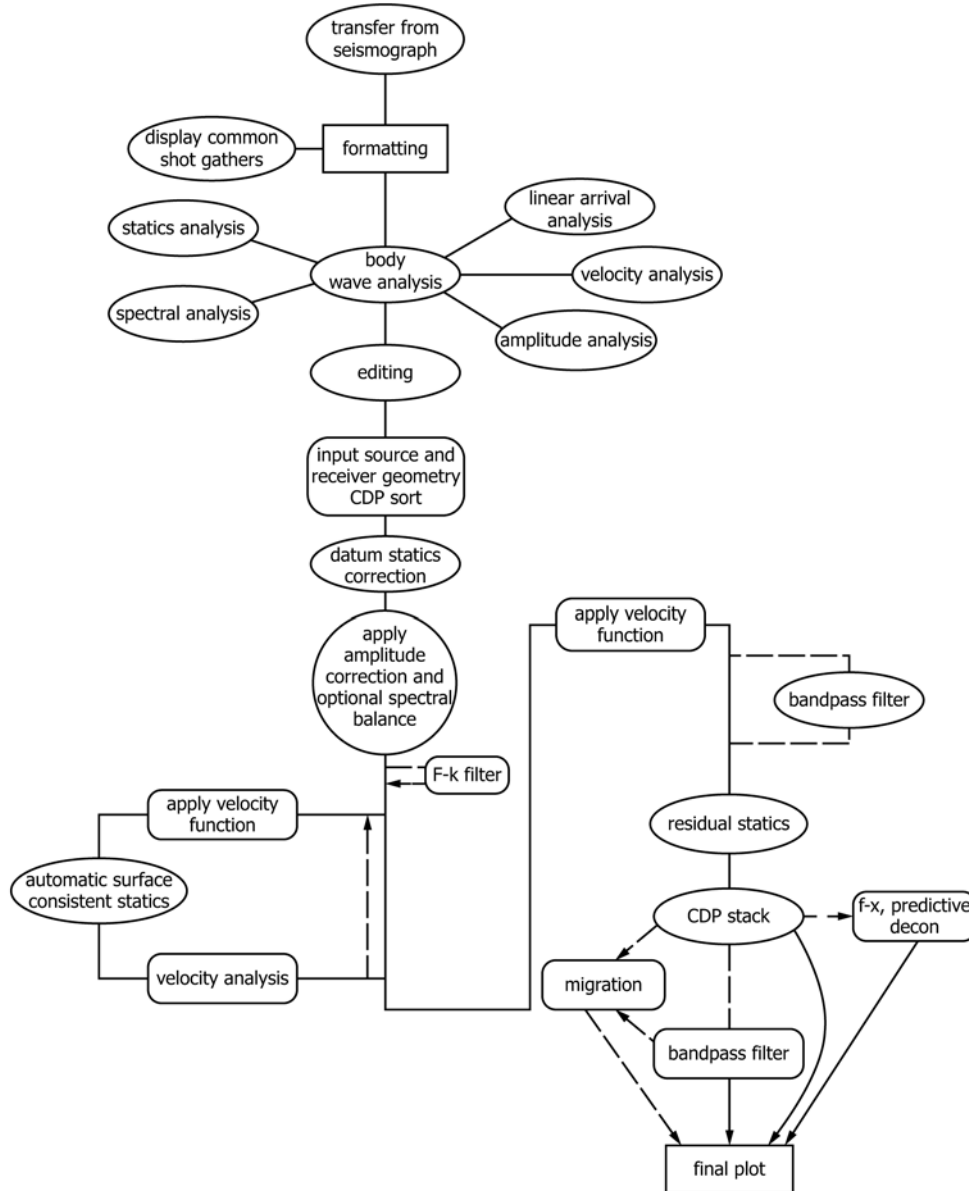 transfer from
seismograph
display common
shot gathers
formatting
linear arrival
analysis
statics analysis
body
wave analysis
velocity analysis
spectral analysis
amplitude analysis
editing
input source and
receiver geometry
CDP sort
datum statics
correction
apply
amplitude
correction and
optional spectral
balance
F-k filter
apply velocity
function
automatic surface
consistent statics
velocity analysis
apply velocity
function
bandpass filter
residual statics
CDP stack
f-x, predictive
decon
migration
bandpass filter
final plot